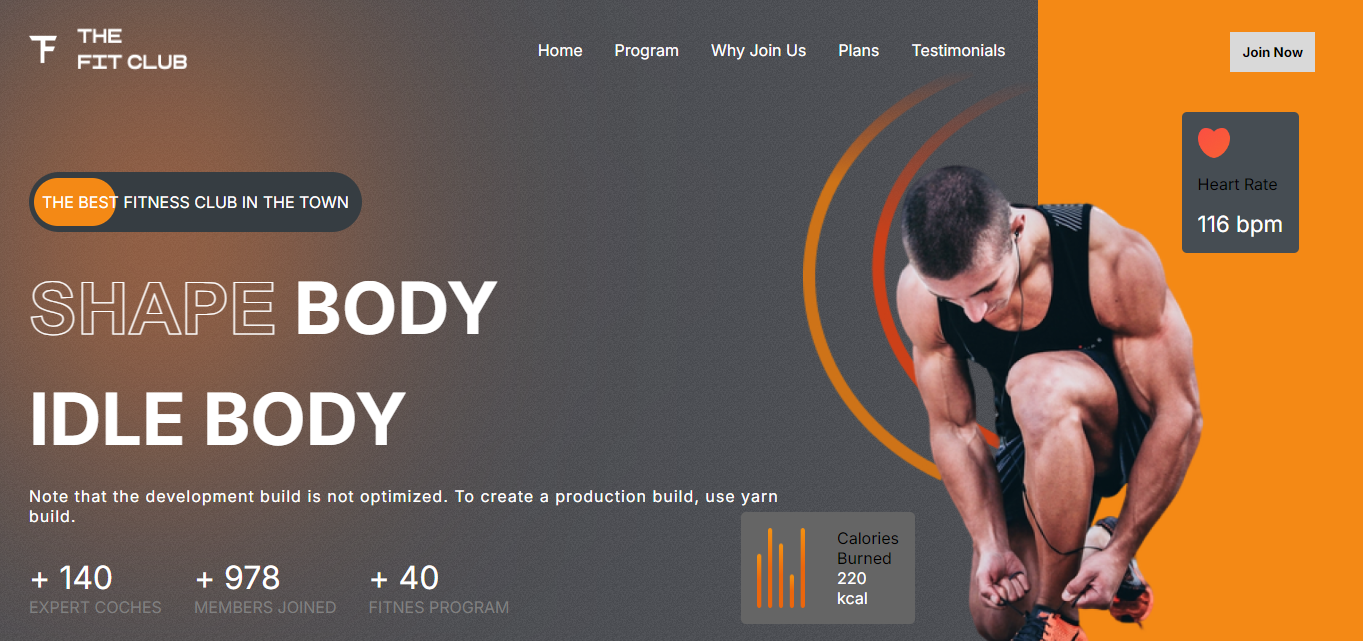 THE
FIT CLUB
Home Program Why Join Us Plans Testimonials
Join Now
Heart Rate
116 bpm
THE BEST FITNESS CLUB IN THE TOWN
SHAPE BODY
IDLE BODY
Note that the development build is not optimized. To create a production build, use yarn
build.
+ 140
EXPERT COCHES
+ 978
MEMBERS JOINED
+ 40
FITNES PROGRAM
Calories
Burned
220
kcal